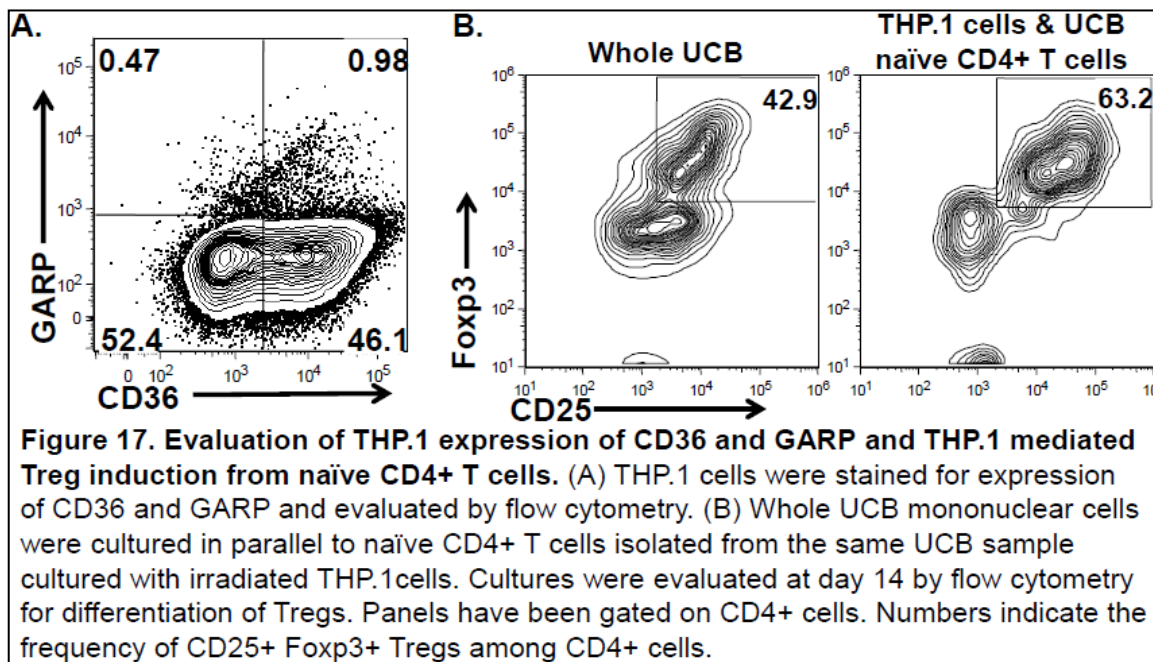 A.
0.47
0.98
10^5
10^4
10^3
10^2
0
GARP
52.4
46.1
0
10^2
10^3
10^4
10^5
CD36
B.
Whole UCB
THP.1 cells & UCB
naïve CD4+ T cells
10^6
10^5
10^4
10^3
10^2
10^1
42.9
Foxp3
10^1
10^2
10^3
10^4
10^5
10^6
CD25
10^6
10^5
10^4
10^3
10^2
10^1
63.2
10^1
10^2
10^3
10^4
10^5
10^6
Figure 17. Evaluation of THP.1 expression of CD36 and GARP and THP.1 mediated
Treg induction from naïve CD4+ T cells. (A) THP.1 cells were stained for expression
of CD36 and GARP and evaluated by flow cytometry. (B) Whole UCB mononuclear cells
were cultured in parallel to naïve CD4+ T cells isolated from the same UCB sample
cultured with irradiated THP.1cells. Cultures were evaluated at day 14 by flow cytometry
for differentiation of Tregs. Panels have been gated on CD4+ cells. Numbers indicate the
frequency of CD25+ Foxp3+ Tregs among CD4+ cells.